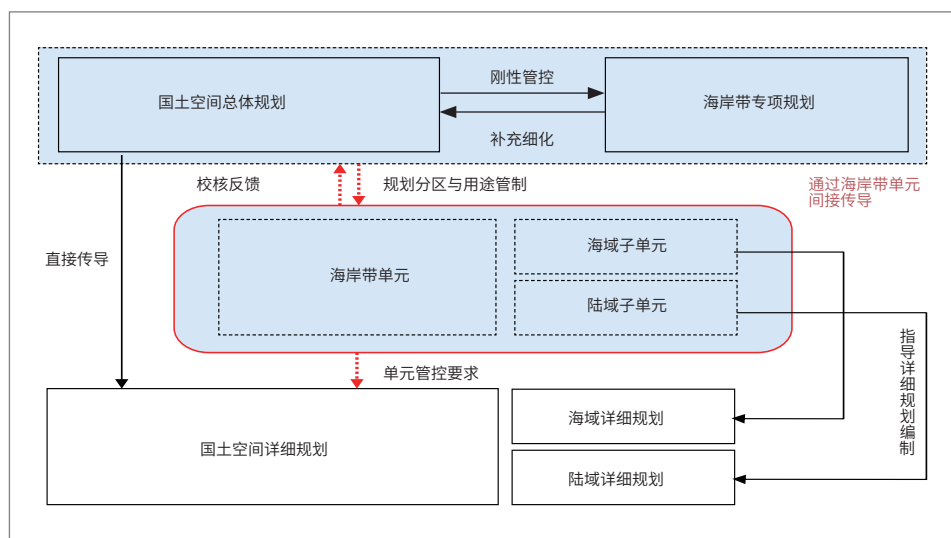 刚性管控
国土空间总体规划
海岸带专项规划
补充细化
校核反馈
规划分区与用途管制
通过海岸带单元
间接传导
海域子单元
直接传导
海岸带单元
陆域子单元
指导详细规划编制
单元管控要求
海域详细规划
国土空间详细规划
陆域详细规划